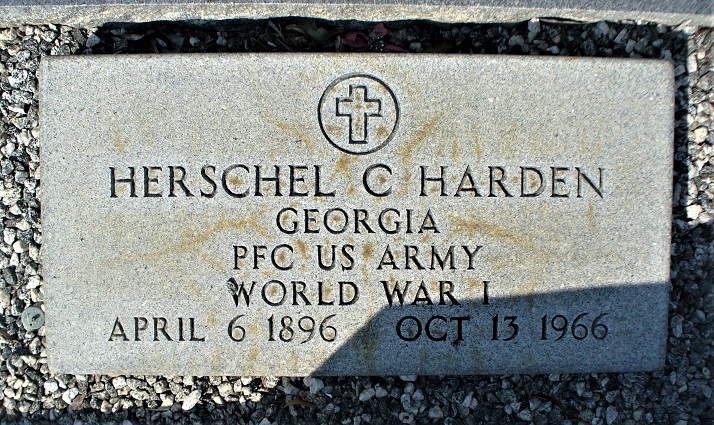 HERSCHEL C HARDEN
GEORGIA
PFC US ARMY
WORLD WAR I
APRIL 6 1896 OCT 13 1966